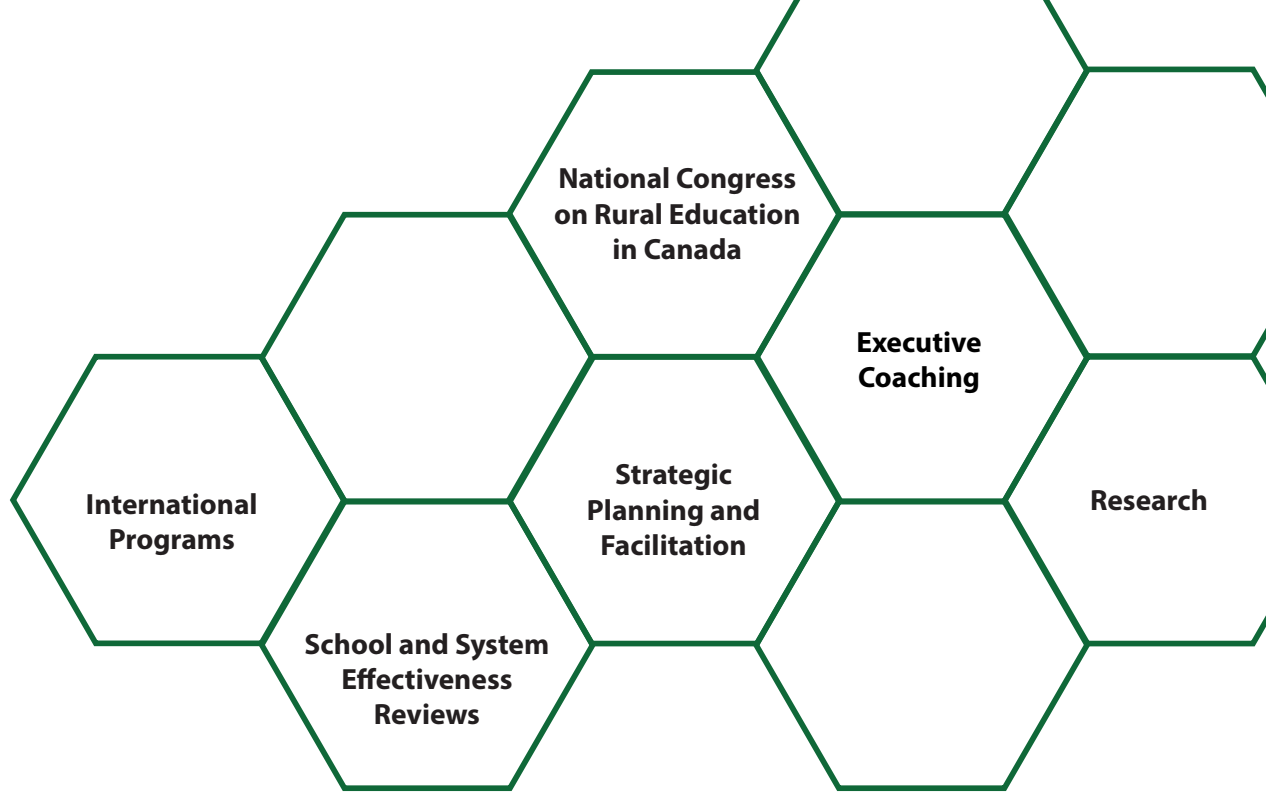 National Congress
on Rural Education
in Canada
Executive
Coaching
Strategic
Planning and
Facilitation
Research
International
Programs
School and System
Effectiveness
Reviews